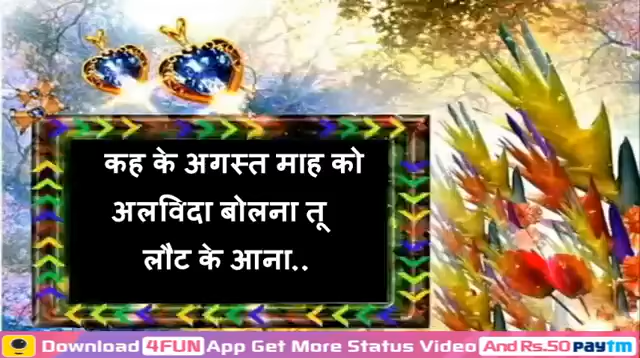 कह के अगस्त माह को
अलविदा बोलना तू
लौट के आना..
Download 4FUN App Get More Status Video And Rs.50 paytm